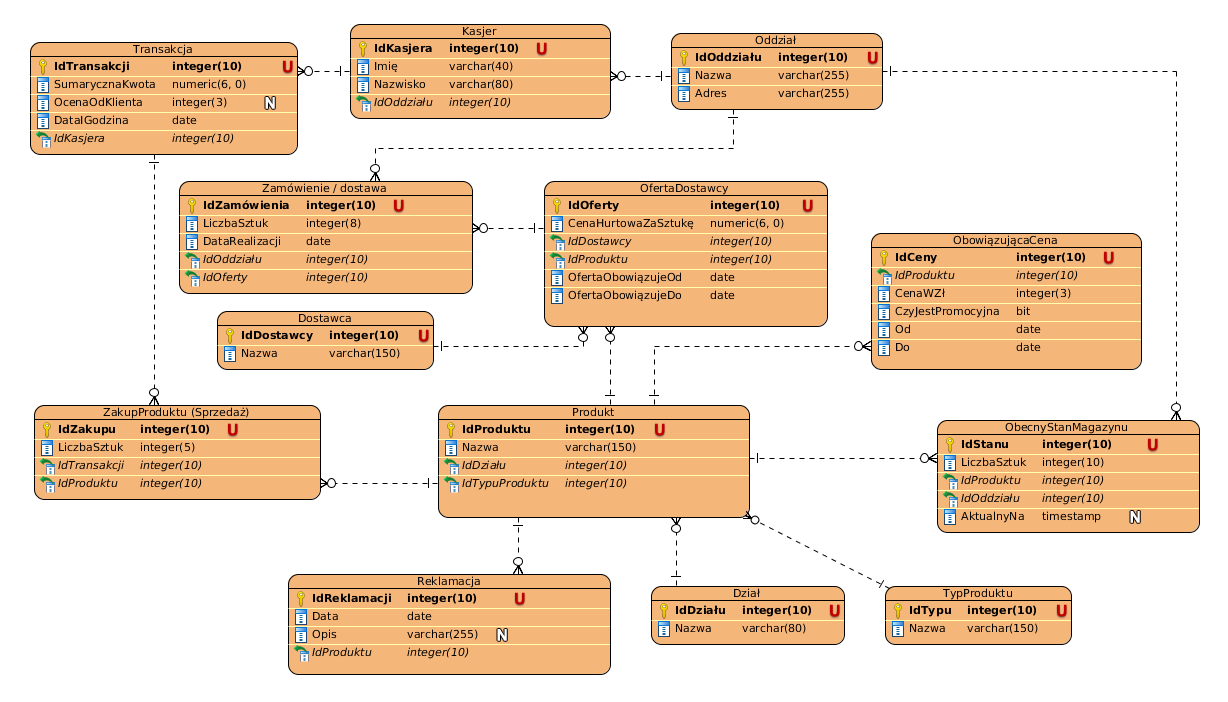 Transakcja
IdTransakcji integer(10) U
SumarycznaKwota numeric(6, 0)
OcenaOdKlienta integer(3) N
DataIGodzina date
IdKasjera integer(10)
Kasjer
IdKasjera integer(10) U
Imię varchar(40)
Nazwisko varchar(80)
IdOddziału integer(10)
Oddział
IdOddziału integer(10) U
Nazwa varchar(255)
Adres varchar(255)
Zamówienie / dostawa
IdZamówienia integer(10) U
LiczbaSztuk integer(8)
DataRealizacji date
IdOddziału integer(10)
IdOferty integer(10)
OfertaDostawcy
IdOferty integer(10) U
CenaHurtowaZaSztukę numeric(6, 0)
IdDostawcy integer(10)
IdProduktu integer(10)
OfertaObowiązujeOd date
OfertaObowiązujeDo date
ObowiązującaCena
IdCeny integer(10) U
IdProduktu integer(10)
CenaWZł integer(3)
CzyJestPromocyjna bit
Od date
Do date
Dostawca
IdDostawcy integer(10) U
Nazwa varchar(150)
ZakupProduktu (Sprzedaż)
IdZakupu integer(10) U
LiczbaSztuk integer(5)
IdTransakcji integer(10)
IdProduktu integer(10)
Produkt
IdProduktu integer(10) U
Nazwa varchar(150)
IdDziału integer(10)
IdTypuProduktu integer(10)
ObecnyStanMagazynu
IdStanu integer(10) U
LiczbaSztuk integer(10)
IdProduktu integer(10)
IdOddziału integer(10)
AktualnyNa timestamp N
Reklamacja
IdReklamacji integer(10) U
Data date
Opis varchar(255) N
IdProduktu integer(10)
Dział
IdDziału integer(10) U
Nazwa varchar(80)
TypProduktu
IdTypu integer(10) U
Nazwa varchar(150)